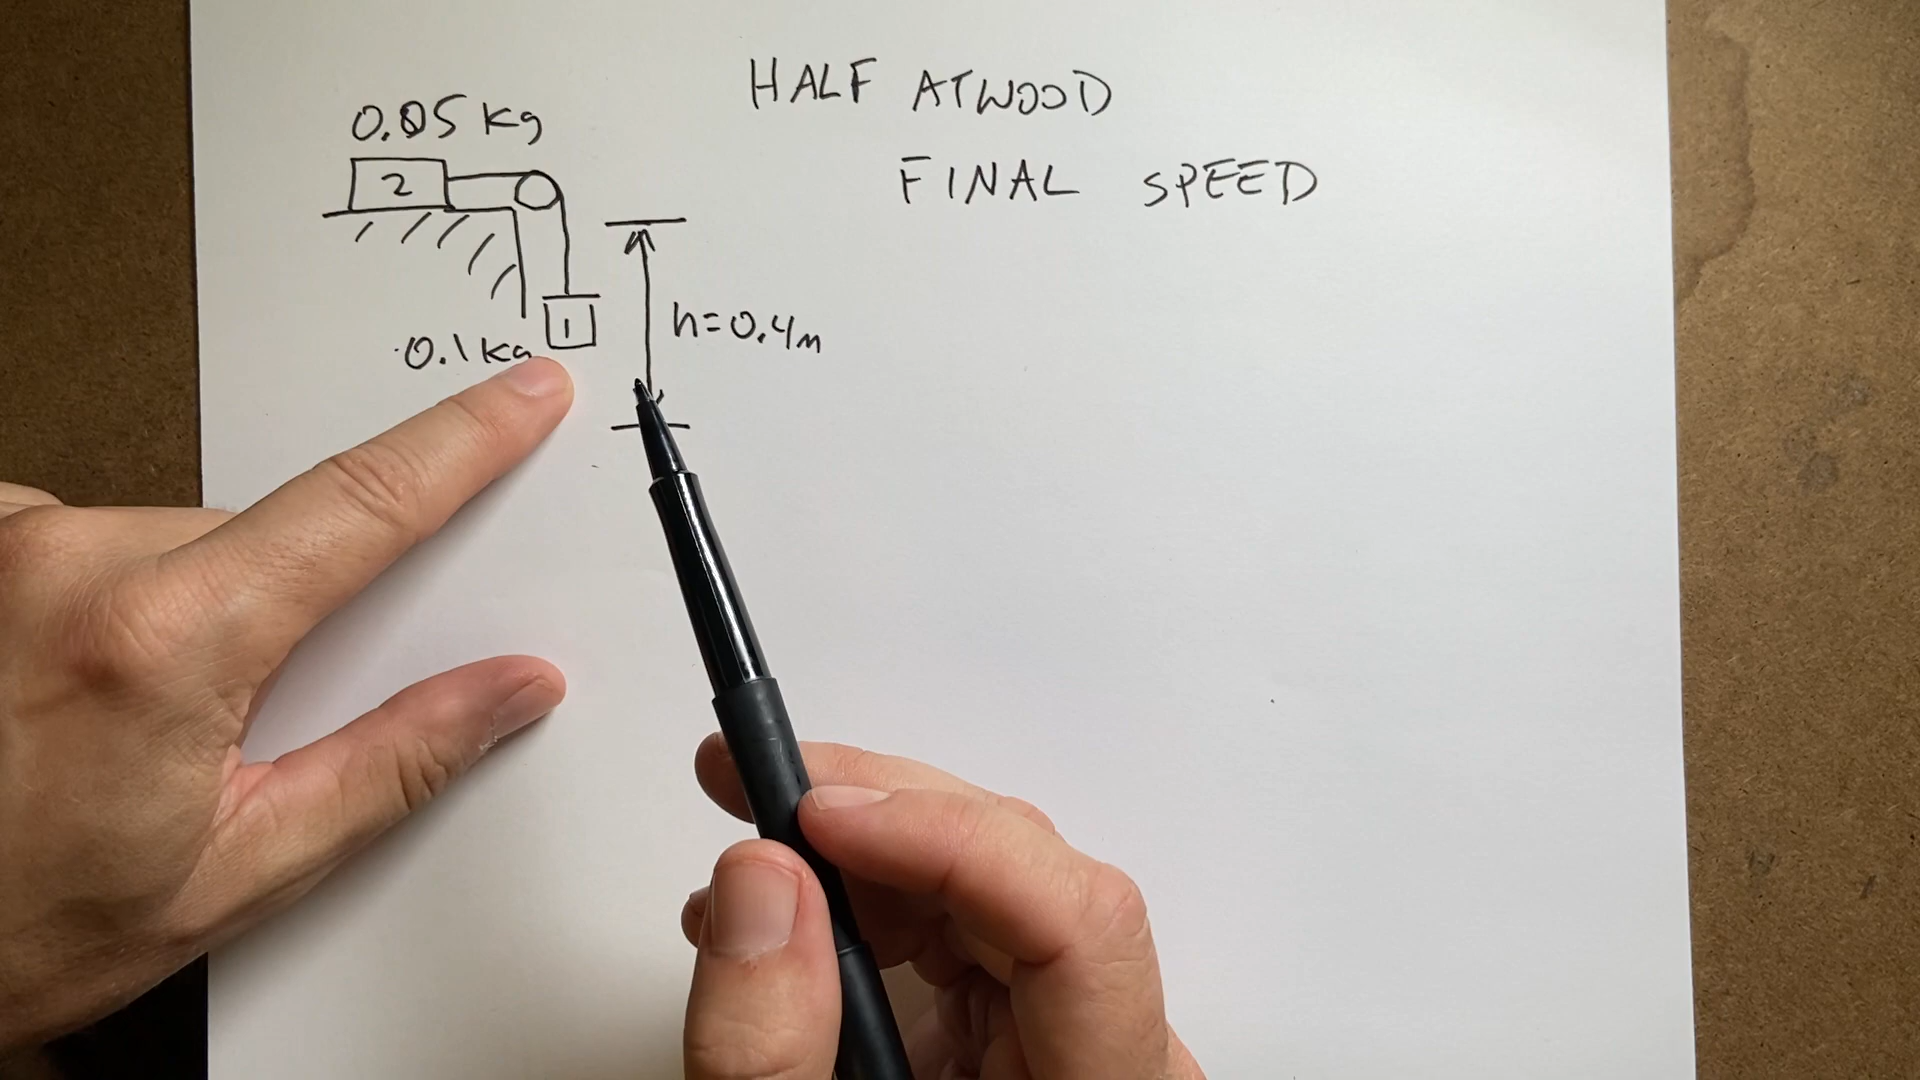 HALF ATWOOD
FINAL SPEED
0.05 kg
2
h=0.4m
1
0.1 kg